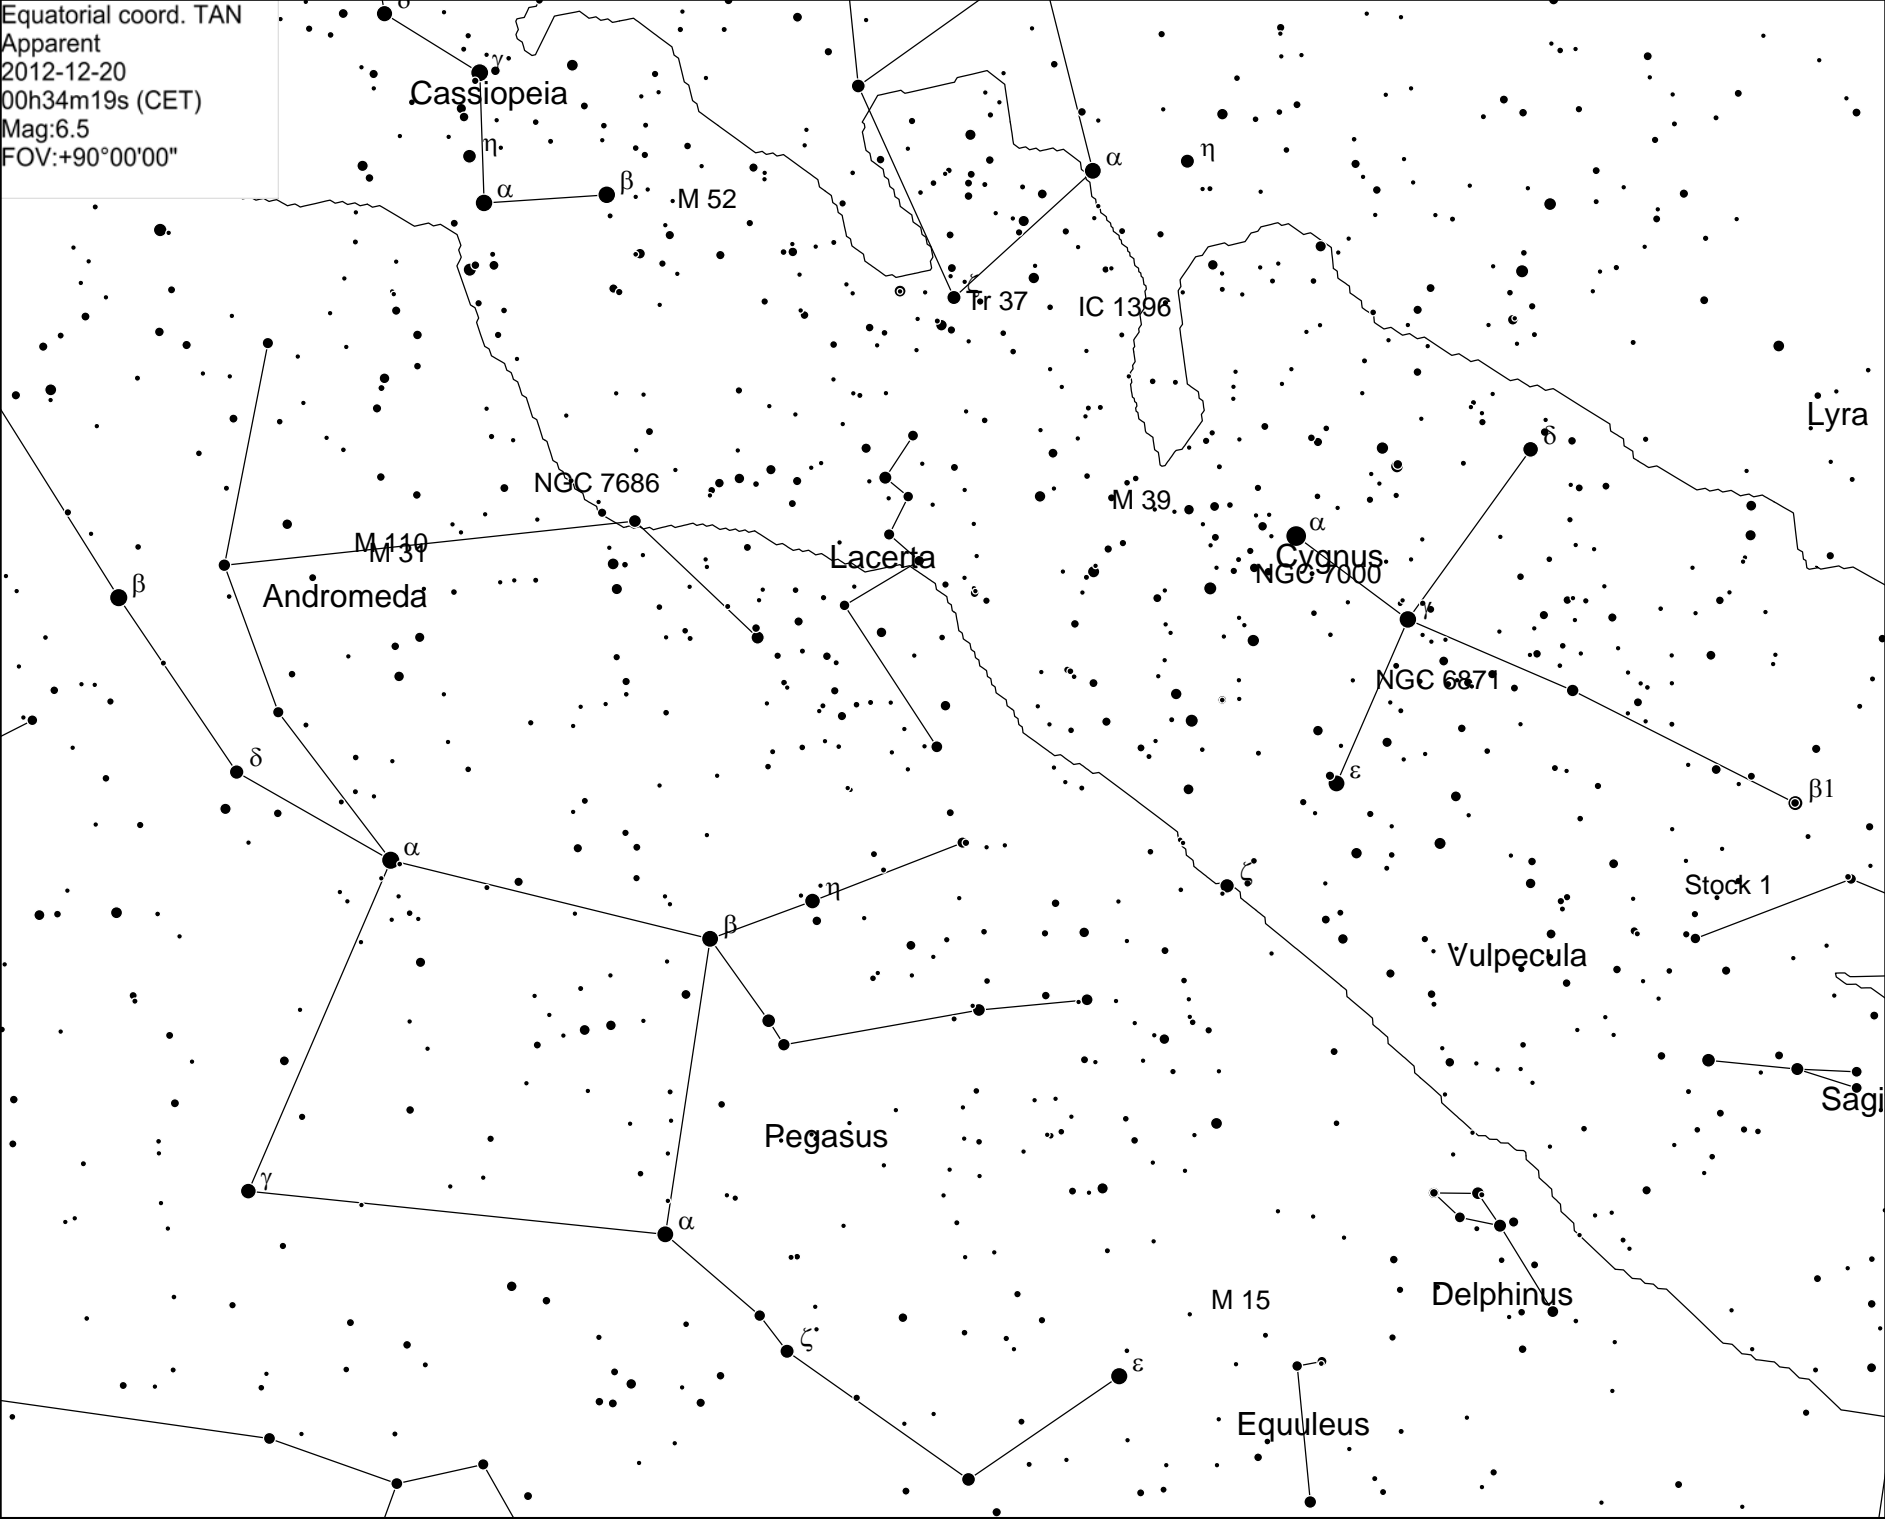 Equatorial coord. TAN
Apparent
2012-12-20
00h34m19s (CET)
Mag:6.5
FOV:+90°00'00"
δ
γ
Cassiopeia
η
α
β
M 52
α
η
ζ
Tr 37
IC 1396
Lyra
δ
NGC 7686
M 39
α
M 110
M 31
Lacerta
Cygnus
NGC 7000
β
Andromeda
γ
NGC 6871
δ
ε
β1
α
ζ
η
Stock 1
β
Vulpecula
Sagi
Pegasus
γ
α
M 15
Delphinus
ζ
ε
Equuleus